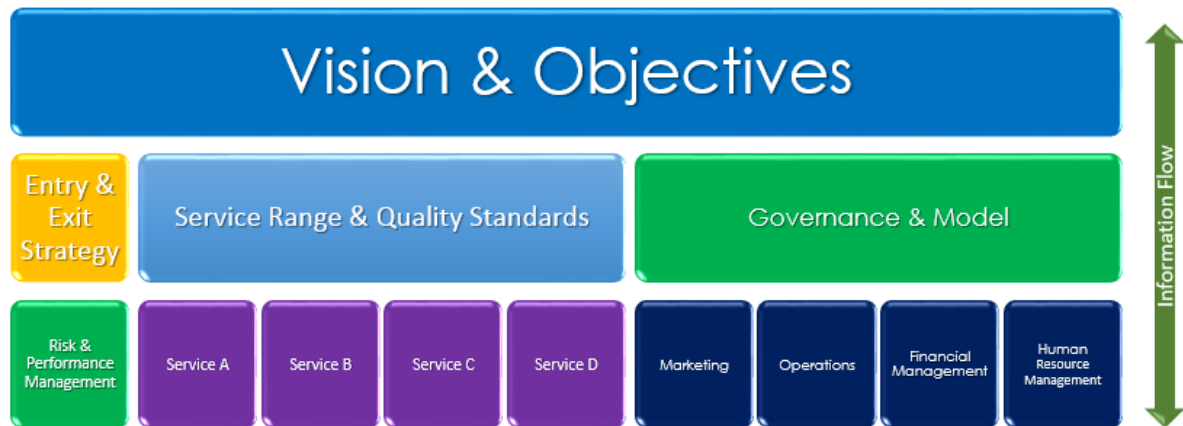 Vision & Objectives
Entry &
Exit
Strategy
Service Range & Quality Standards
Governance & Model
Risk &
Performance
Management
Service A
Service B
Service C
Service D
Marketing
Operations
Financial
Management
Human
Resource
Management
Information Flow